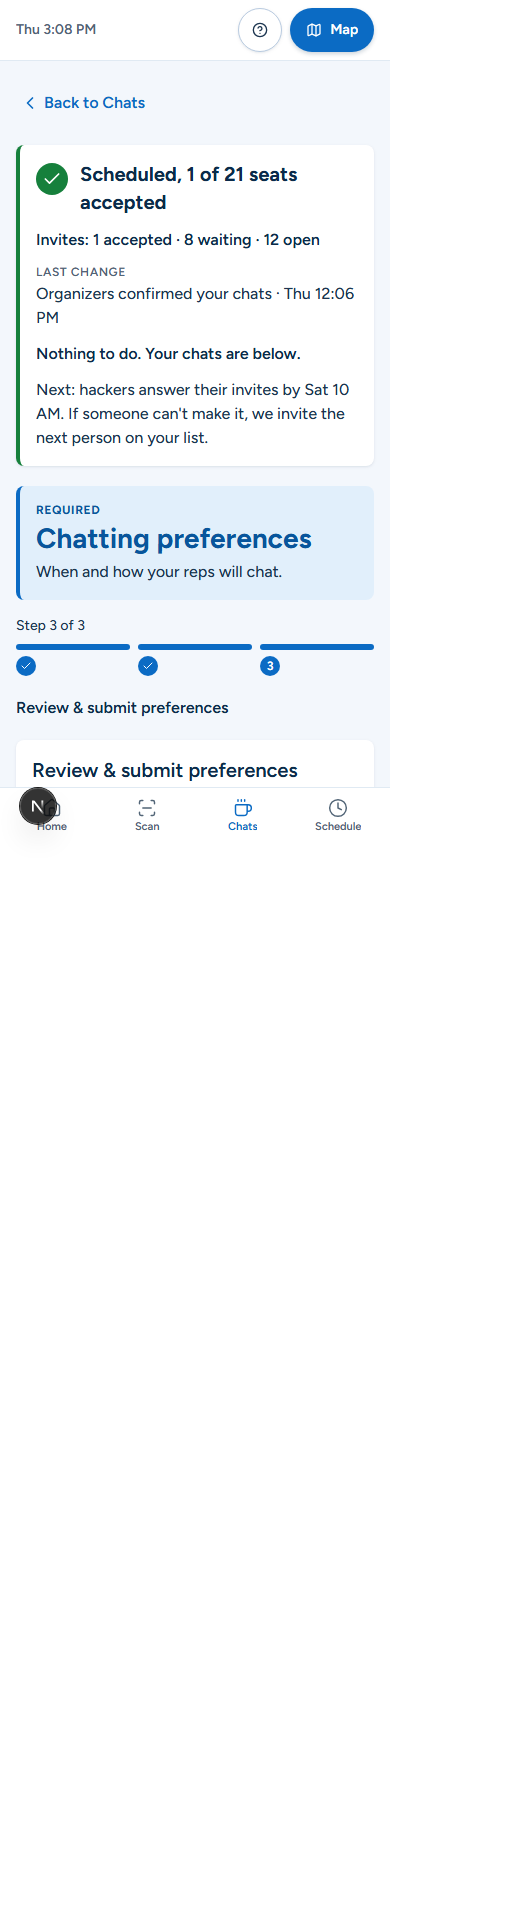 Thu 3:08 PM
Map
Back to Chats
Scheduled, 1 of 21 seats
accepted
Invites: 1 accepted · 8 waiting · 12 open
LAST CHANGE
Organizers confirmed your chats · Thu 12:06
PM
Nothing to do. Your chats are below.
Next: hackers answer their invites by Sat 10
AM. If someone can't make it, we invite the
next person on your list.
REQUIRED
Chatting preferences
When and how your reps will chat.
Step 3 of 3
3
Review & submit preferences
Review & submit preferences
N
Home
Scan
Chats
Schedule